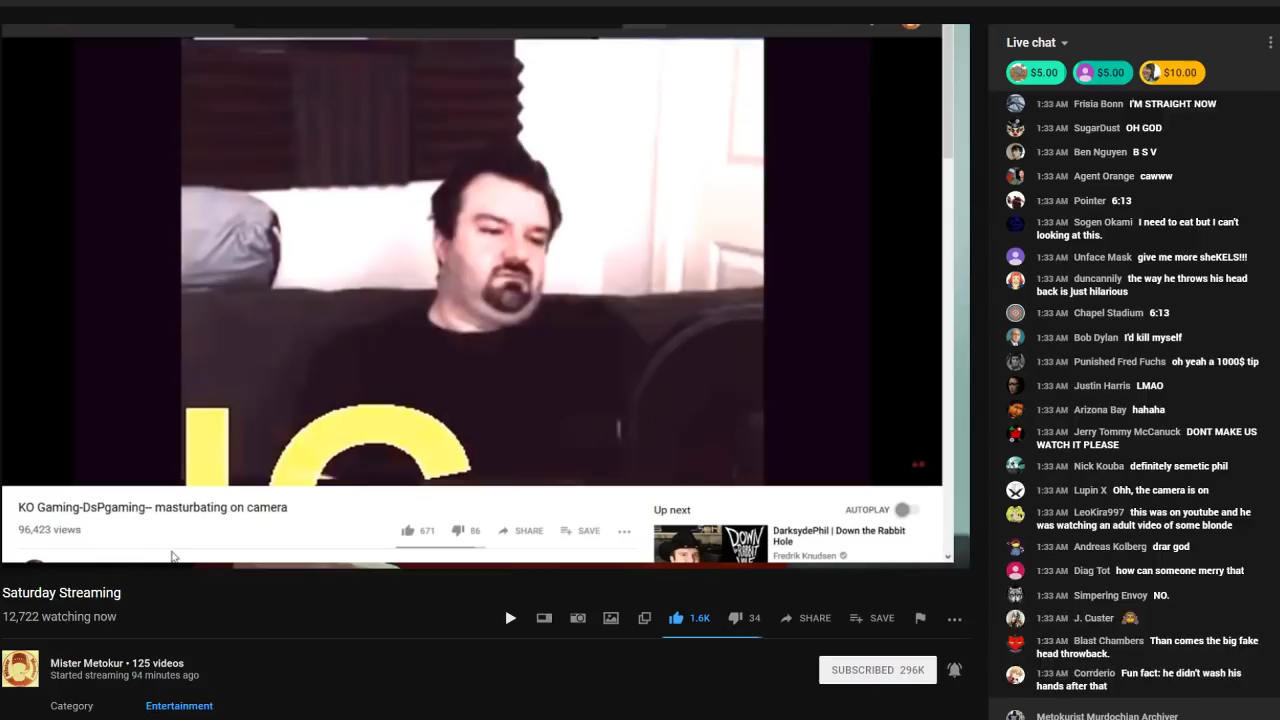 KO Gaming-DsPgaming-- masturbating on camera
96,423 views
671
86
SHARE
SAVE
Up next
AUTOPLAY
DarksydePhil | Down the Rabbit
Hole
Fredrik Knudsen
DOWN
Saturday Streaming
12,722 watching now
1.6K
34
SHARE
SAVE
Mister Metokur • 125 videos
Started streaming 94 minutes ago
SUBSCRIBED 296K
Category
Entertainment
Live chat
$5.00
$5.00
$10.00
1:33 AM Frisia Bonn I'M STRAIGHT NOW
1:33 AM SugarDust OH GOD
1:33 AM Ben Nguyen B S V
1:33 AM Agent Orange cawww
1:33 AM Pointer 6:13
1:33 AM Sogen Okami I need to eat but I can't
looking at this.
1:33 AM Unface Mask give me more sheKELS!!!
1:33 AM duncannily the way he throws his head
back is just hilarious
1:33 AM Chapel Stadium 6:13
1:33 AM Bob Dylan I'd kill myself
1:33 AM Punished Fred Fuchs oh yeah a 1000$ tip
1:33 AM Justin Harris LMAO
1:33 AM Arizona Bay hahaha
1:33 AM Jerry Tommy McCanuck DONT MAKE US
WATCH IT PLEASE
1:33 AM Nick Kouba definitely semetic phil
1:33 AM Lupin X Ohh, the camera is on
1:33 AM LeoKira997 this was on youtube and he
was watching an adult video of some blonde
1:33 AM Andreas Kolberg drar god
1:33 AM Diag Tot how can someone merry that
1:33 AM Simpering Envoy NO.
1:33 AM J. Custer
1:33 AM Blast Chambers Than comes the big fake
head throwback.
1:33 AM Corrderio Fun fact: he didn't wash his
hands after that
Metokurist Murdochian Archiver